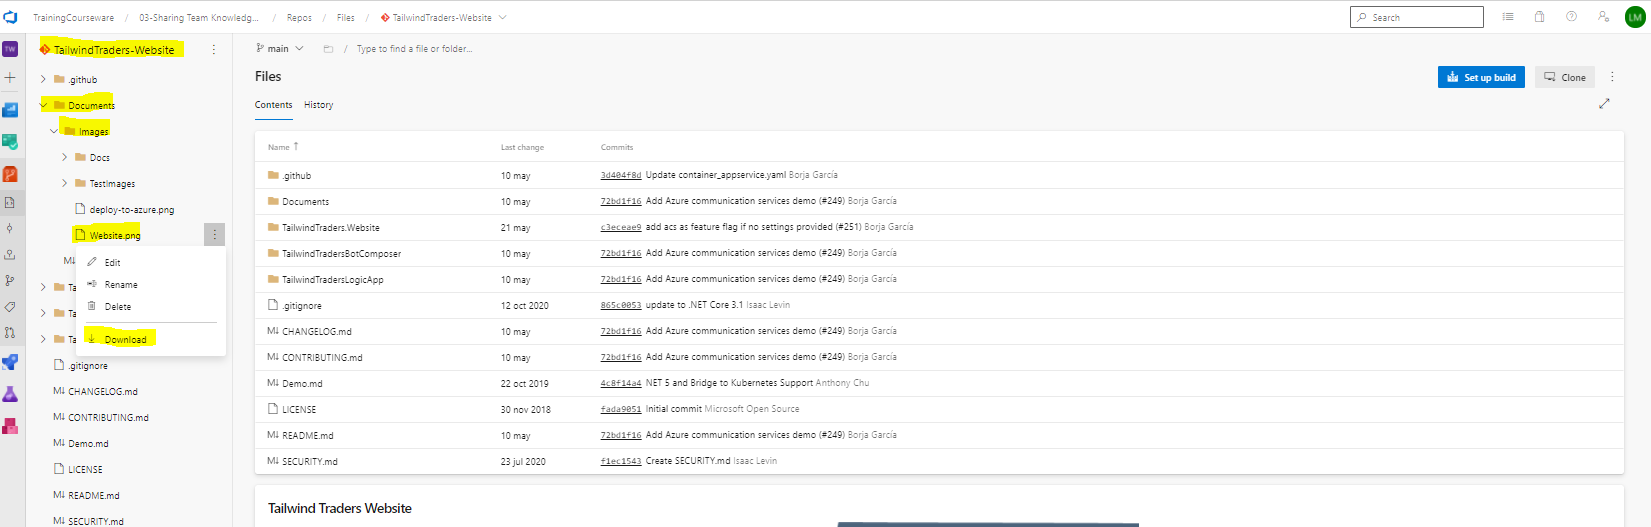 TrainingCourseware / 03-Sharing Team Knowledg... / Repos / Files / TailwindTraders-Website
Search
LM
TW
TailwindTraders-Website
.github
Documents
Images
Docs
TestImages
deploy-to-azure.png
Website.png
Edit
Rename
Delete
Download
M↓
Ta
Ta
Ta
.gitignore
M↓ CHANGELOG.md
M↓ CONTRIBUTING.md
M↓ Demo.md
LICENSE
M↓ README.md
M↓ SECURITY.md
main / Type to find a file or folder...
Files
Set up build
Clone
Contents History
Name ↑ Last change Commits
.github 10 may 3d404f8d Update container_appservice.yaml Borja García
Documents 10 may 72bd1f16 Add Azure communication services demo (#249) Borja García
TailwindTraders.Website 21 may c3eceae9 add acs as feature flag if no settings provided (#251) Borja García
TailwindTradersBotComposer 10 may 72bd1f16 Add Azure communication services demo (#249) Borja García
TailwindTradersLogicApp 10 may 72bd1f16 Add Azure communication services demo (#249) Borja García
.gitignore 12 oct 2020 865c0053 update to .NET Core 3.1 Isaac Levin
M↓ CHANGELOG.md 10 may 72bd1f16 Add Azure communication services demo (#249) Borja García
M↓ CONTRIBUTING.md 10 may 72bd1f16 Add Azure communication services demo (#249) Borja García
M↓ Demo.md 22 oct 2019 4c8f14a4 NET 5 and Bridge to Kubernetes Support Anthony Chu
LICENSE 30 nov 2018 fada9051 Initial commit Microsoft Open Source
M↓ README.md 10 may 72bd1f16 Add Azure communication services demo (#249) Borja García
M↓ SECURITY.md 23 jul 2020 f1ec1543 Create SECURITY.md Isaac Levin
Tailwind Traders Website